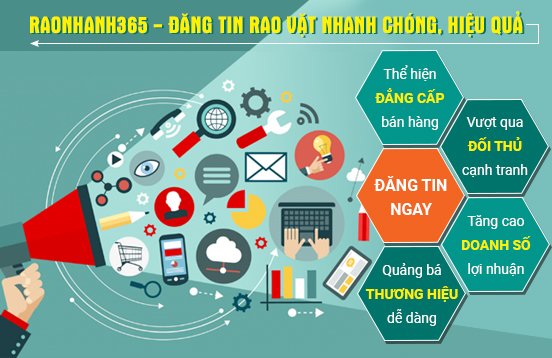 RAONHANH365 – ĐĂNG TIN RAO VẶT NHANH CHÓNG, HIỆU QUẢ
Thể hiện
ĐẲNG CẤP
bán hàng
Vượt qua
ĐỐI THỦ
cạnh tranh
ĐĂNG TIN
NGAY
Tăng cao
DOANH SỐ
lợi nhuận
Quảng bá
THƯƠNG HIỆU
dễ dàng